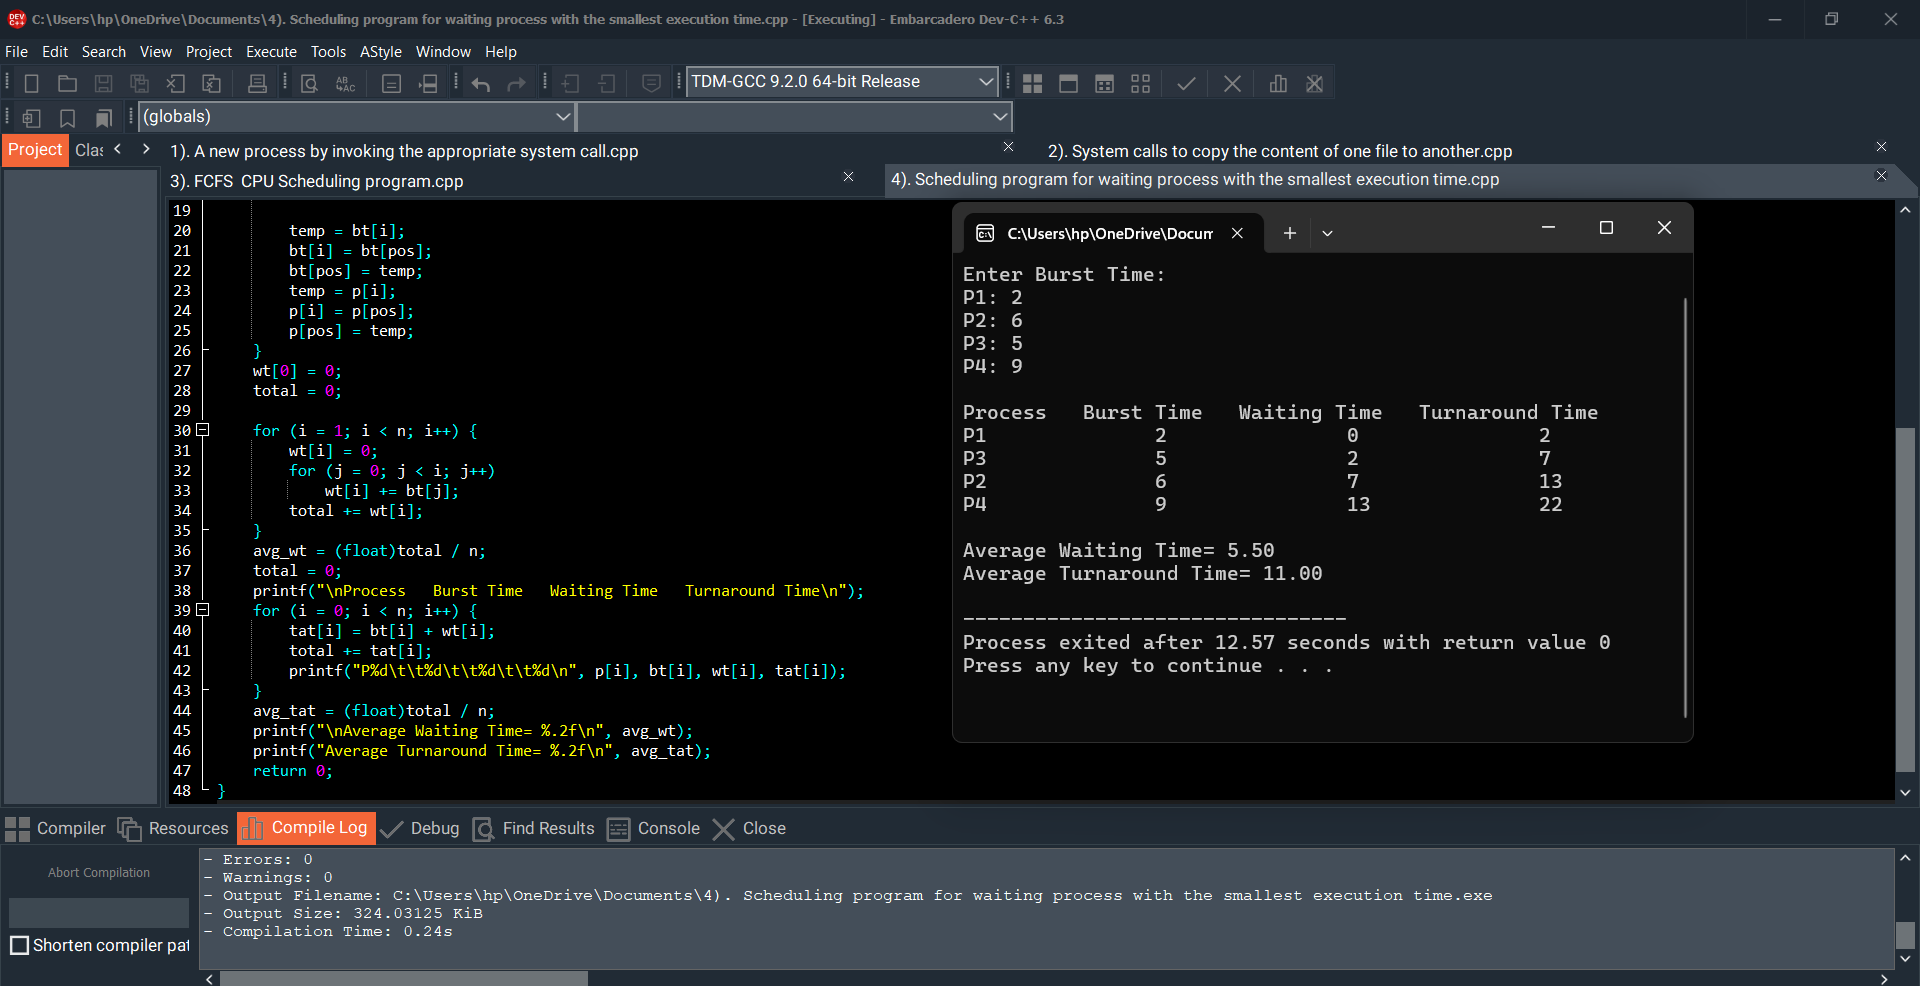 C:\Users\hp\OneDrive\Documents\4). Scheduling program for waiting process with the smallest execution time.cpp - [Executing] - Embarcadero Dev-C++ 6.3
File Edit Search View Project Execute Tools AStyle Window Help
TDM-GCC 9.2.0 64-bit Release
(globals)
Project Clas
1). A new process by invoking the appropriate system call.cpp
2). System calls to copy the content of one file to another.cpp
3). FCFS  CPU Scheduling program.cpp
4). Scheduling program for waiting process with the smallest execution time.cpp
19
20 temp = bt[i];
21 bt[i] = bt[pos];
22 bt[pos] = temp;
23 temp = p[i];
24 p[i] = p[pos];
25 p[pos] = temp;
26 }
27 wt[0] = 0;
28 total = 0;
29
30 for (i = 1; i < n; i++) {
31 wt[i] = 0;
32 for (j = 0; j < i; j++)
33 wt[i] += bt[j];
34 total += wt[i];
35 }
36 avg_wt = (float)total / n;
37 total = 0;
38 printf("\nProcess   Burst Time   Waiting Time   Turnaround Time\n");
39 for (i = 0; i < n; i++) {
40 tat[i] = bt[i] + wt[i];
41 total += tat[i];
42 printf("P%d\t\t%d\t\t%d\t\t%d\n", p[i], bt[i], wt[i], tat[i]);
43 }
44 avg_tat = (float)total / n;
45 printf("\nAverage Waiting Time= %.2f\n", avg_wt);
46 printf("Average Turnaround Time= %.2f\n", avg_tat);
47 return 0;
48 }
C:\Users\hp\OneDrive\Docum
Enter Burst Time:
P1: 2
P2: 6
P3: 5
P4: 9
Process   Burst Time   Waiting Time   Turnaround Time
P1 2 0 2
P3 5 2 7
P2 6 7 13
P4 9 13 22
Average Waiting Time= 5.50
Average Turnaround Time= 11.00
--------------------------------
Process exited after 12.57 seconds with return value 0
Press any key to continue . . .
Compiler Resources Compile Log Debug Find Results Console Close
Abort Compilation
Shorten compiler pat
- Errors: 0
- Warnings: 0
- Output Filename: C:\Users\hp\OneDrive\Documents\4). Scheduling program for waiting process with the smallest execution time.exe
- Output Size: 324.03125 KiB
- Compilation Time: 0.24s